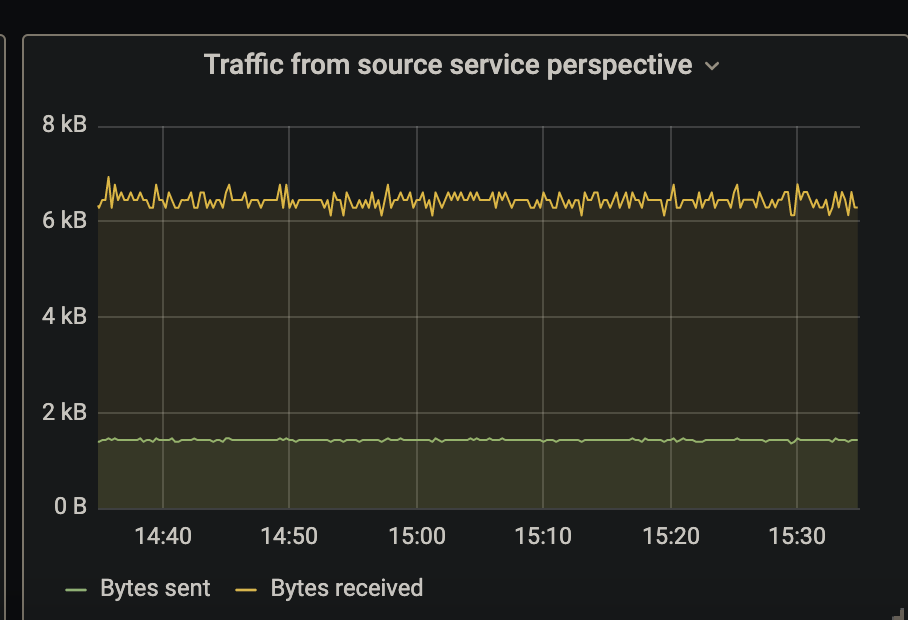 Traffic from source service perspective
8 kB
6 kB
4 kB
2 kB
0 B
14:40 14:50 15:00 15:10 15:20 15:30
Bytes sent Bytes received